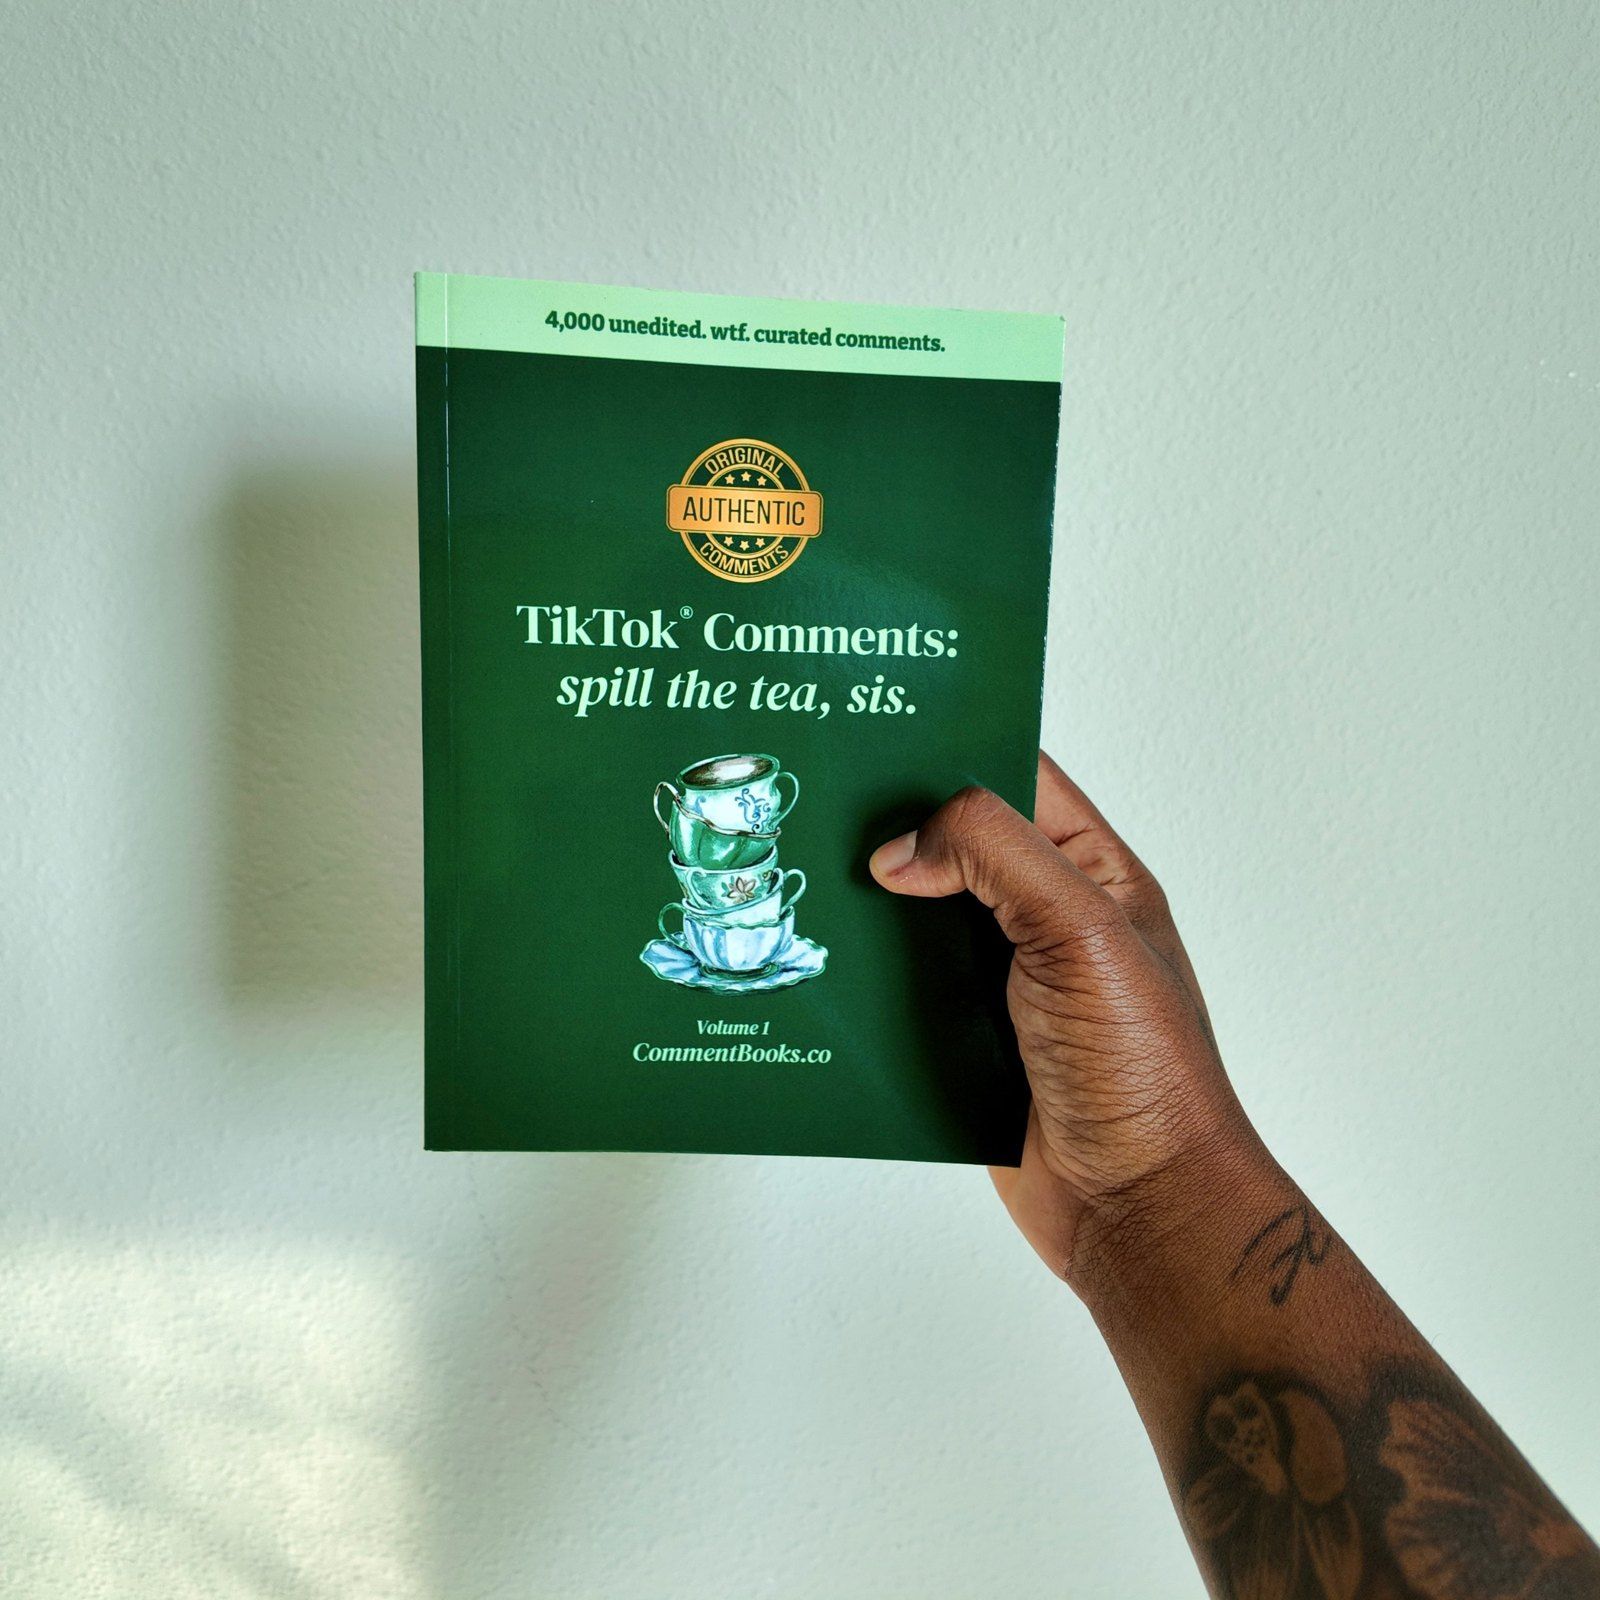 4,000 unedited. wtf. curated comments.
ORIGINAL
AUTHENTIC
COMMENTS
TikTok® Comments:
spill the tea, sis.
Volume 1
CommentBooks.co